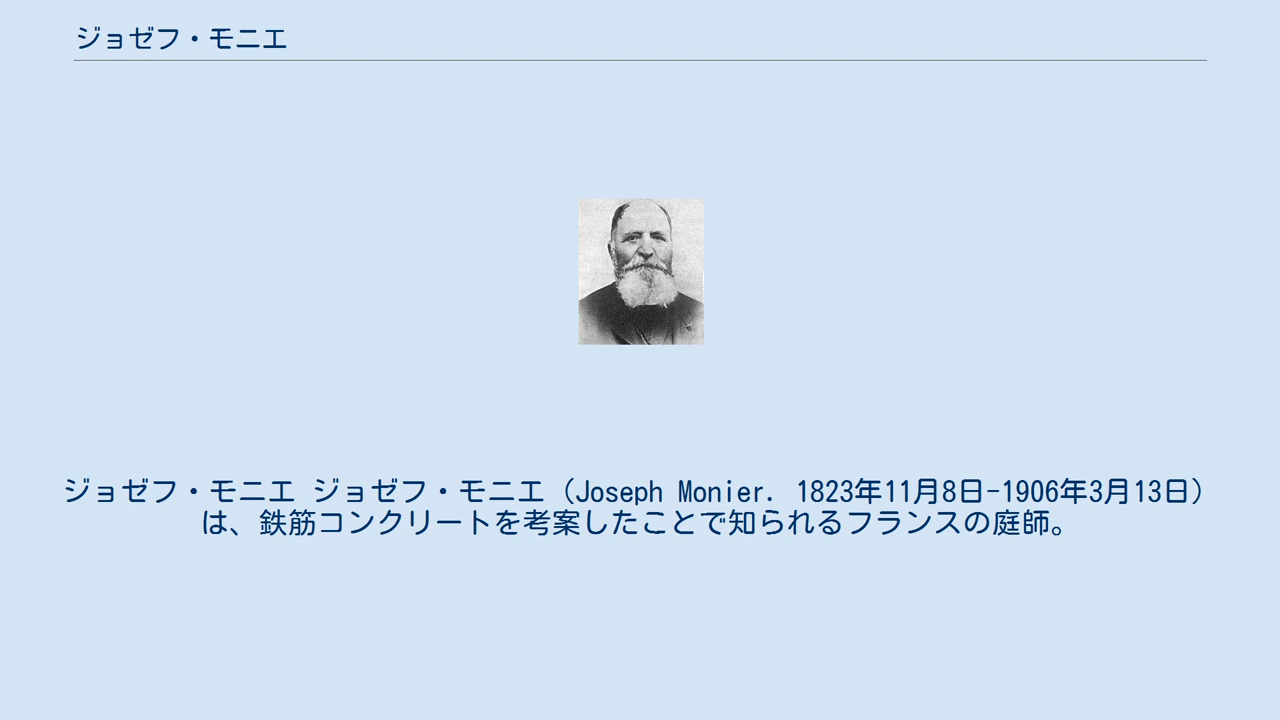 ジョゼフ・モニエ
ジョゼフ・モニエ ジョゼフ・モニエ（Joseph Monier. 1823年11月8日-1906年3月13日）
は、鉄筋コンクリートを考案したことで知られるフランスの庭師。